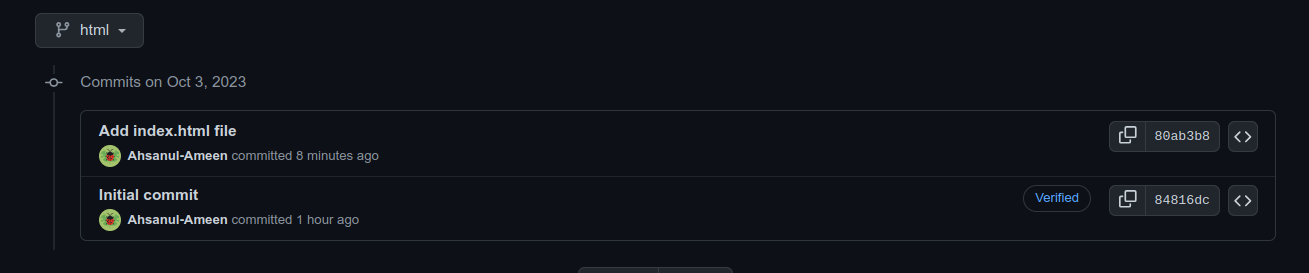 html
Commits on Oct 3, 2023
Add index.html file
80ab3b8
Ahsanul-Ameen committed 8 minutes ago
Initial commit
Verified
84816dc
Ahsanul-Ameen committed 1 hour ago